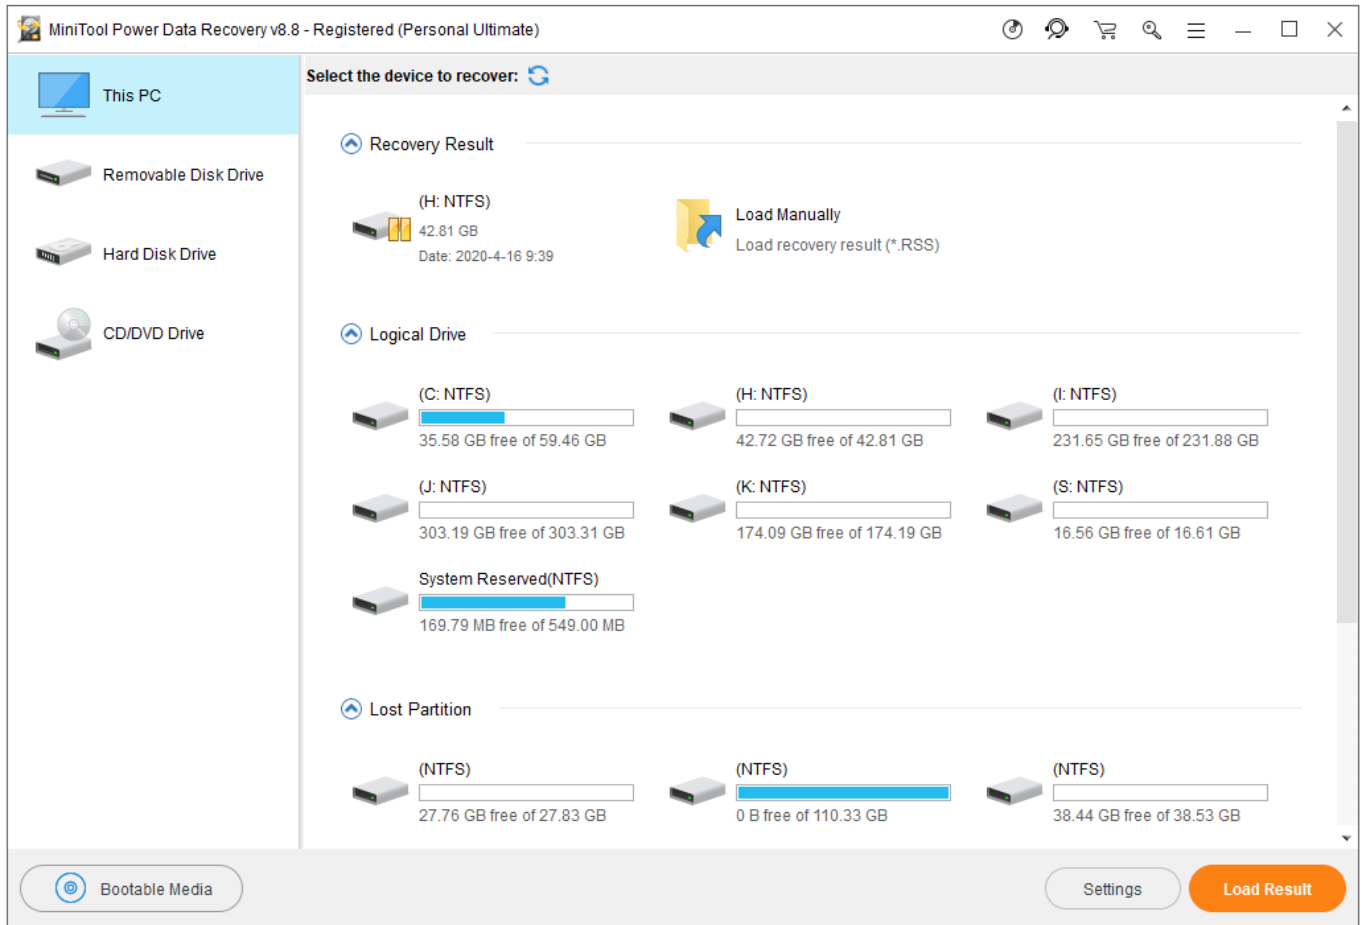 MiniTool Power Data Recovery v8.8 - Registered (Personal Ultimate)
This PC
Removable Disk Drive
Hard Disk Drive
CD/DVD Drive
Select the device to recover:
Recovery Result
(H: NTFS)
42.81 GB
Date: 2020-4-16 9:39
Load Manually
Load recovery result (*.RSS)
Logical Drive
(C: NTFS)
35.58 GB free of 59.46 GB
(H: NTFS)
42.72 GB free of 42.81 GB
(I: NTFS)
231.65 GB free of 231.88 GB
(J: NTFS)
303.19 GB free of 303.31 GB
(K: NTFS)
174.09 GB free of 174.19 GB
(S: NTFS)
16.56 GB free of 16.61 GB
System Reserved(NTFS)
169.79 MB free of 549.00 MB
Lost Partition
(NTFS)
27.76 GB free of 27.83 GB
(NTFS)
0 B free of 110.33 GB
(NTFS)
38.44 GB free of 38.53 GB
Bootable Media
Settings
Load Result